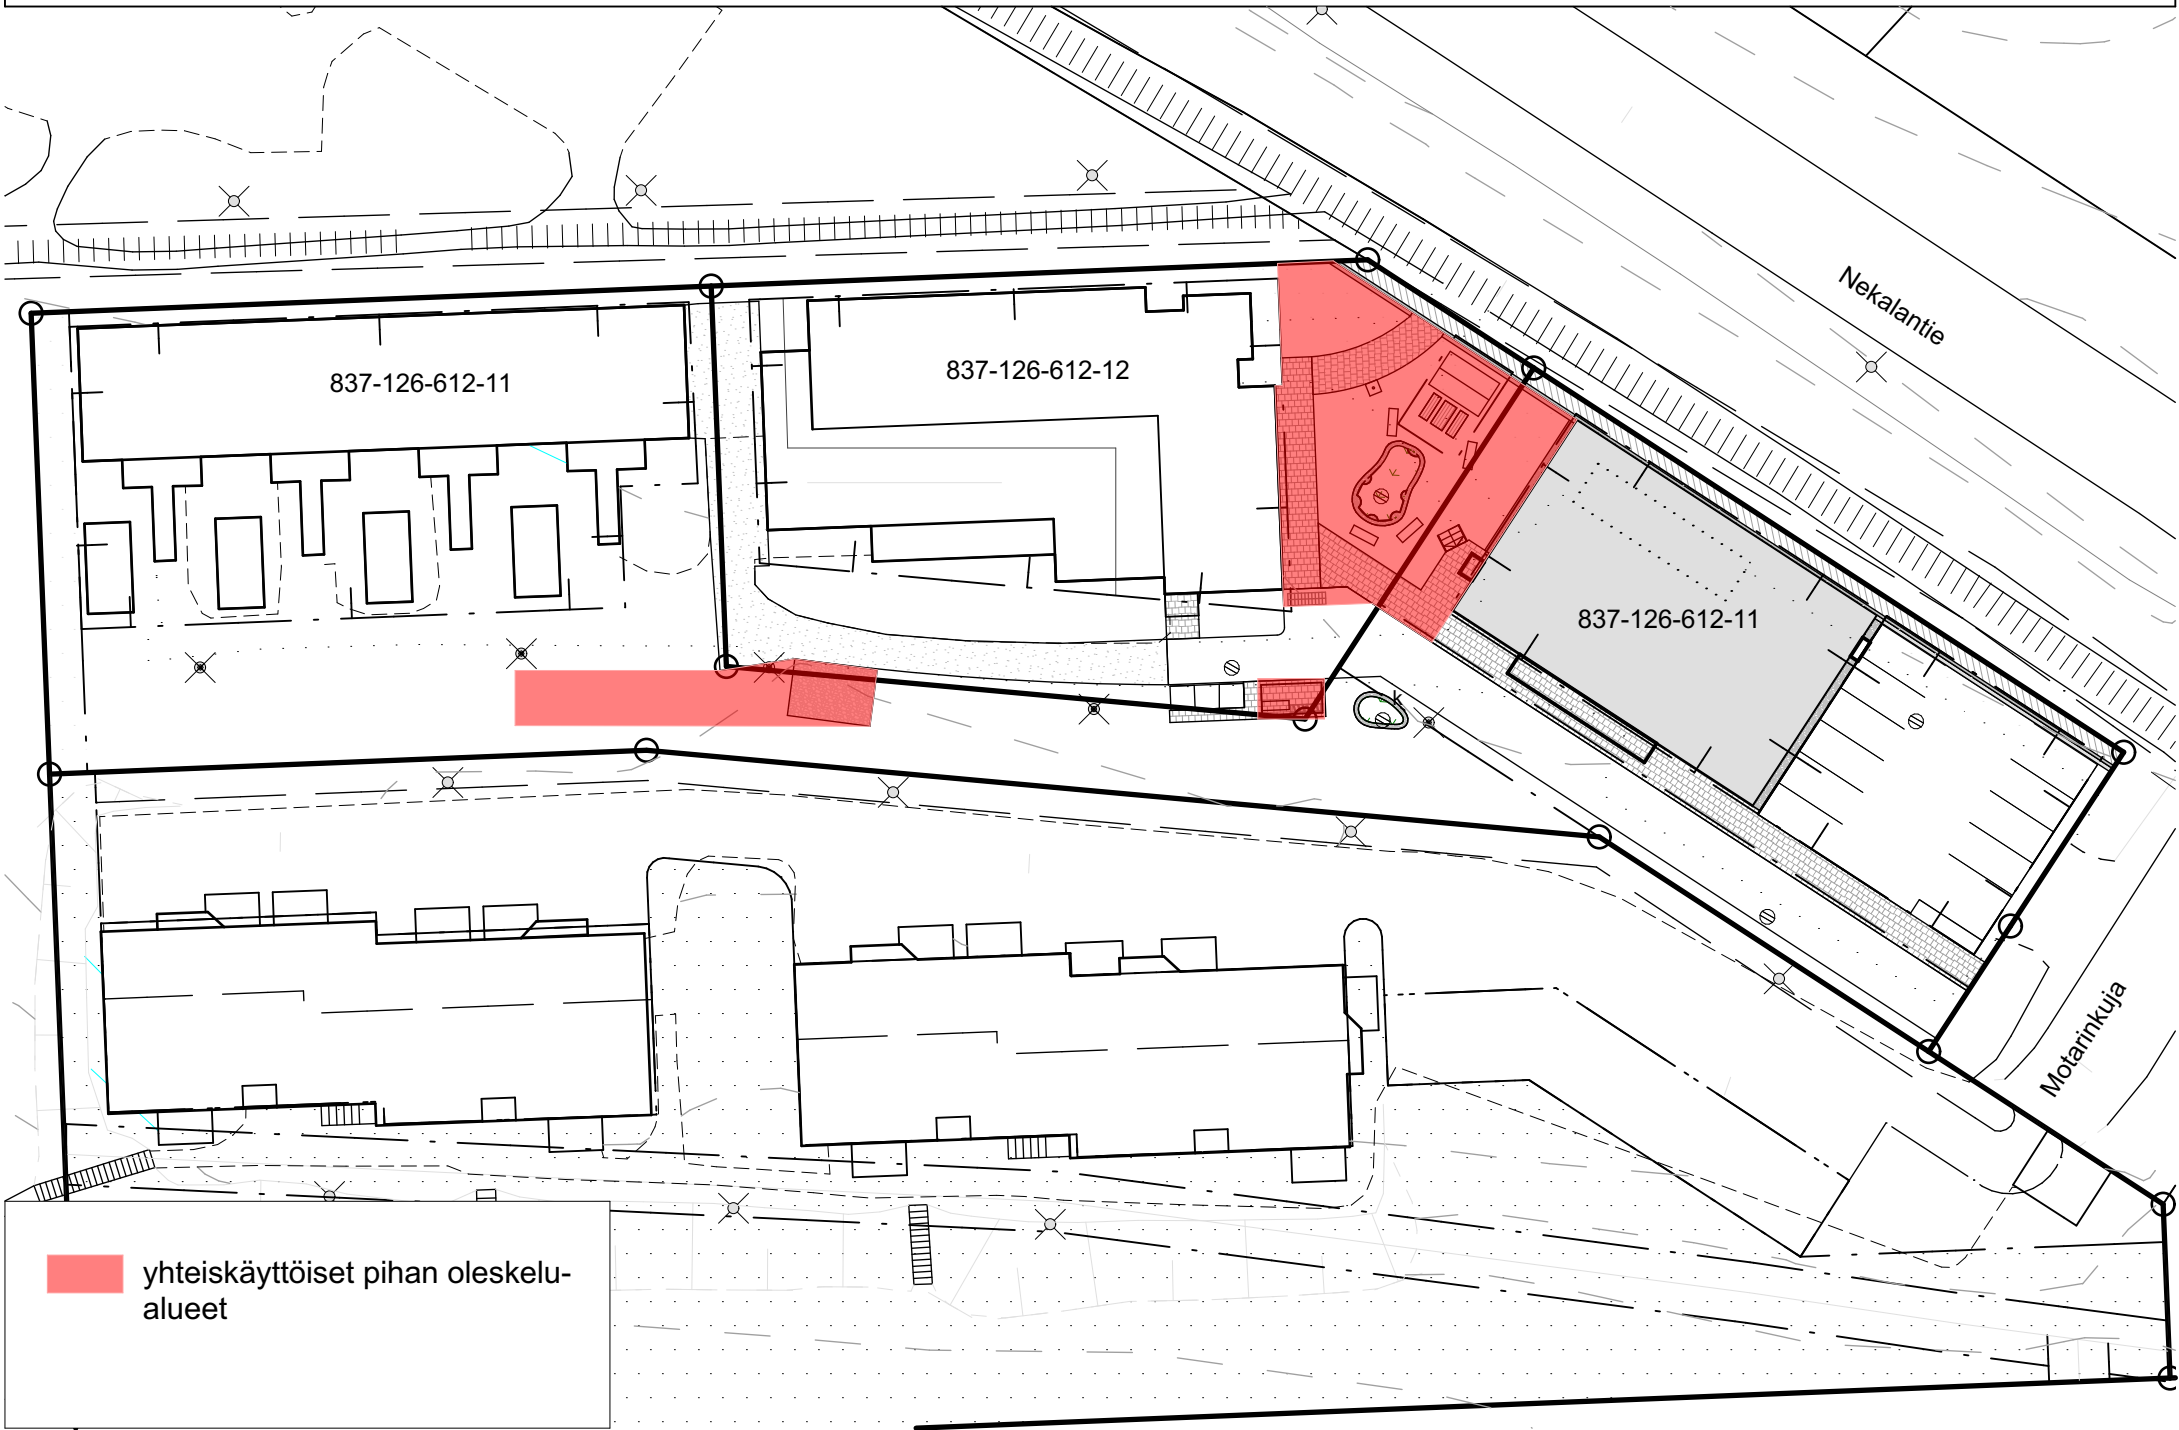 Nekalantie
837-126-612-11
837-126-612-12
837-126-612-11
k
Motarinkuja
yhteiskäyttöiset pihan oleskelu-
alueet